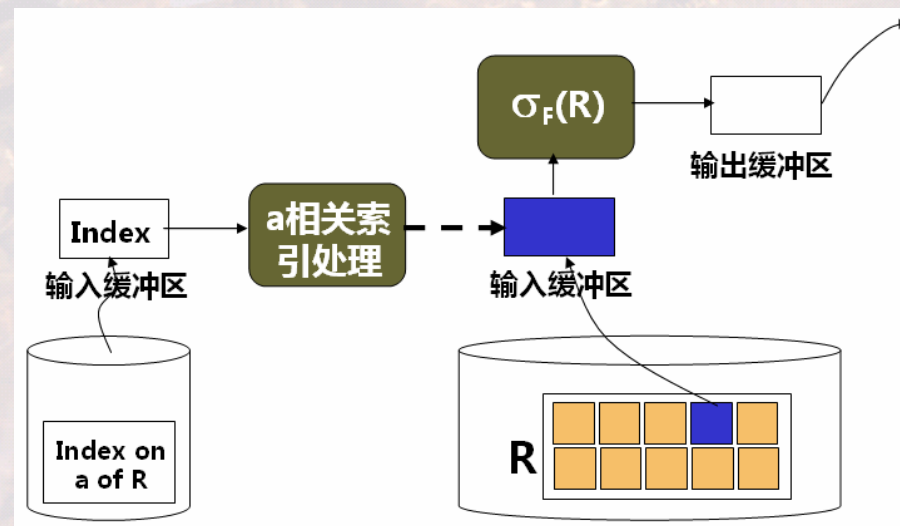 σF(R)
输出缓冲区
Index
输入缓冲区
a相关索
引处理
输入缓冲区
Index on
a of R
R